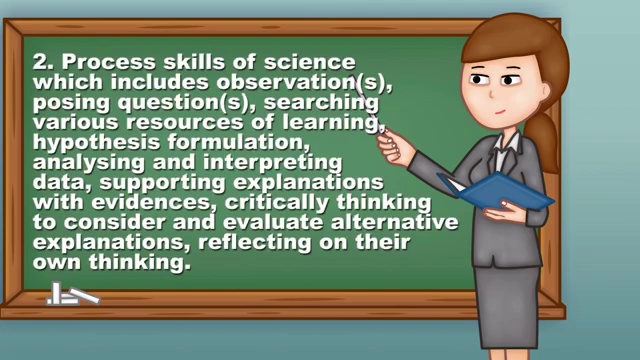 2. Process skills of science
which includes observation(s),
posing question(s), searching
various resources of learning,
hypothesis formulation,
analysing and interpreting
data, supporting explanations
with evidences, critically thinking
to consider and evaluate alternative
explanations, reflecting on their
own thinking.